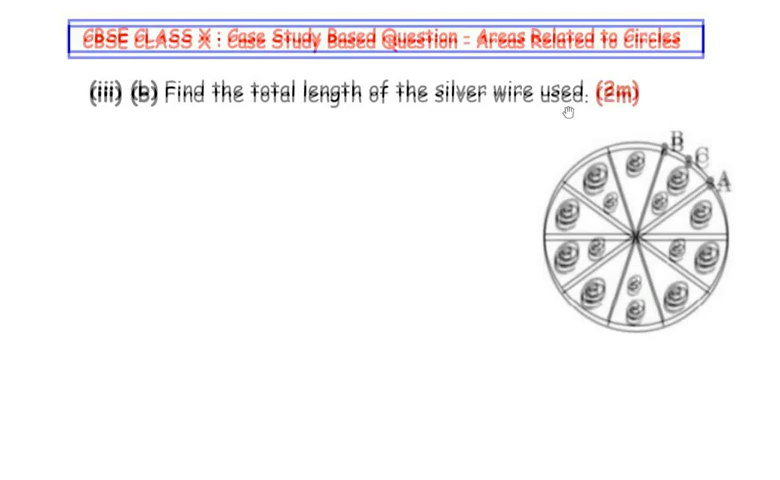 CBSE CLASS X : Case Study Based Question - Areas Related to Circles
(iii) (b) Find the total length of the silver wire used. (2m)
B
C
A